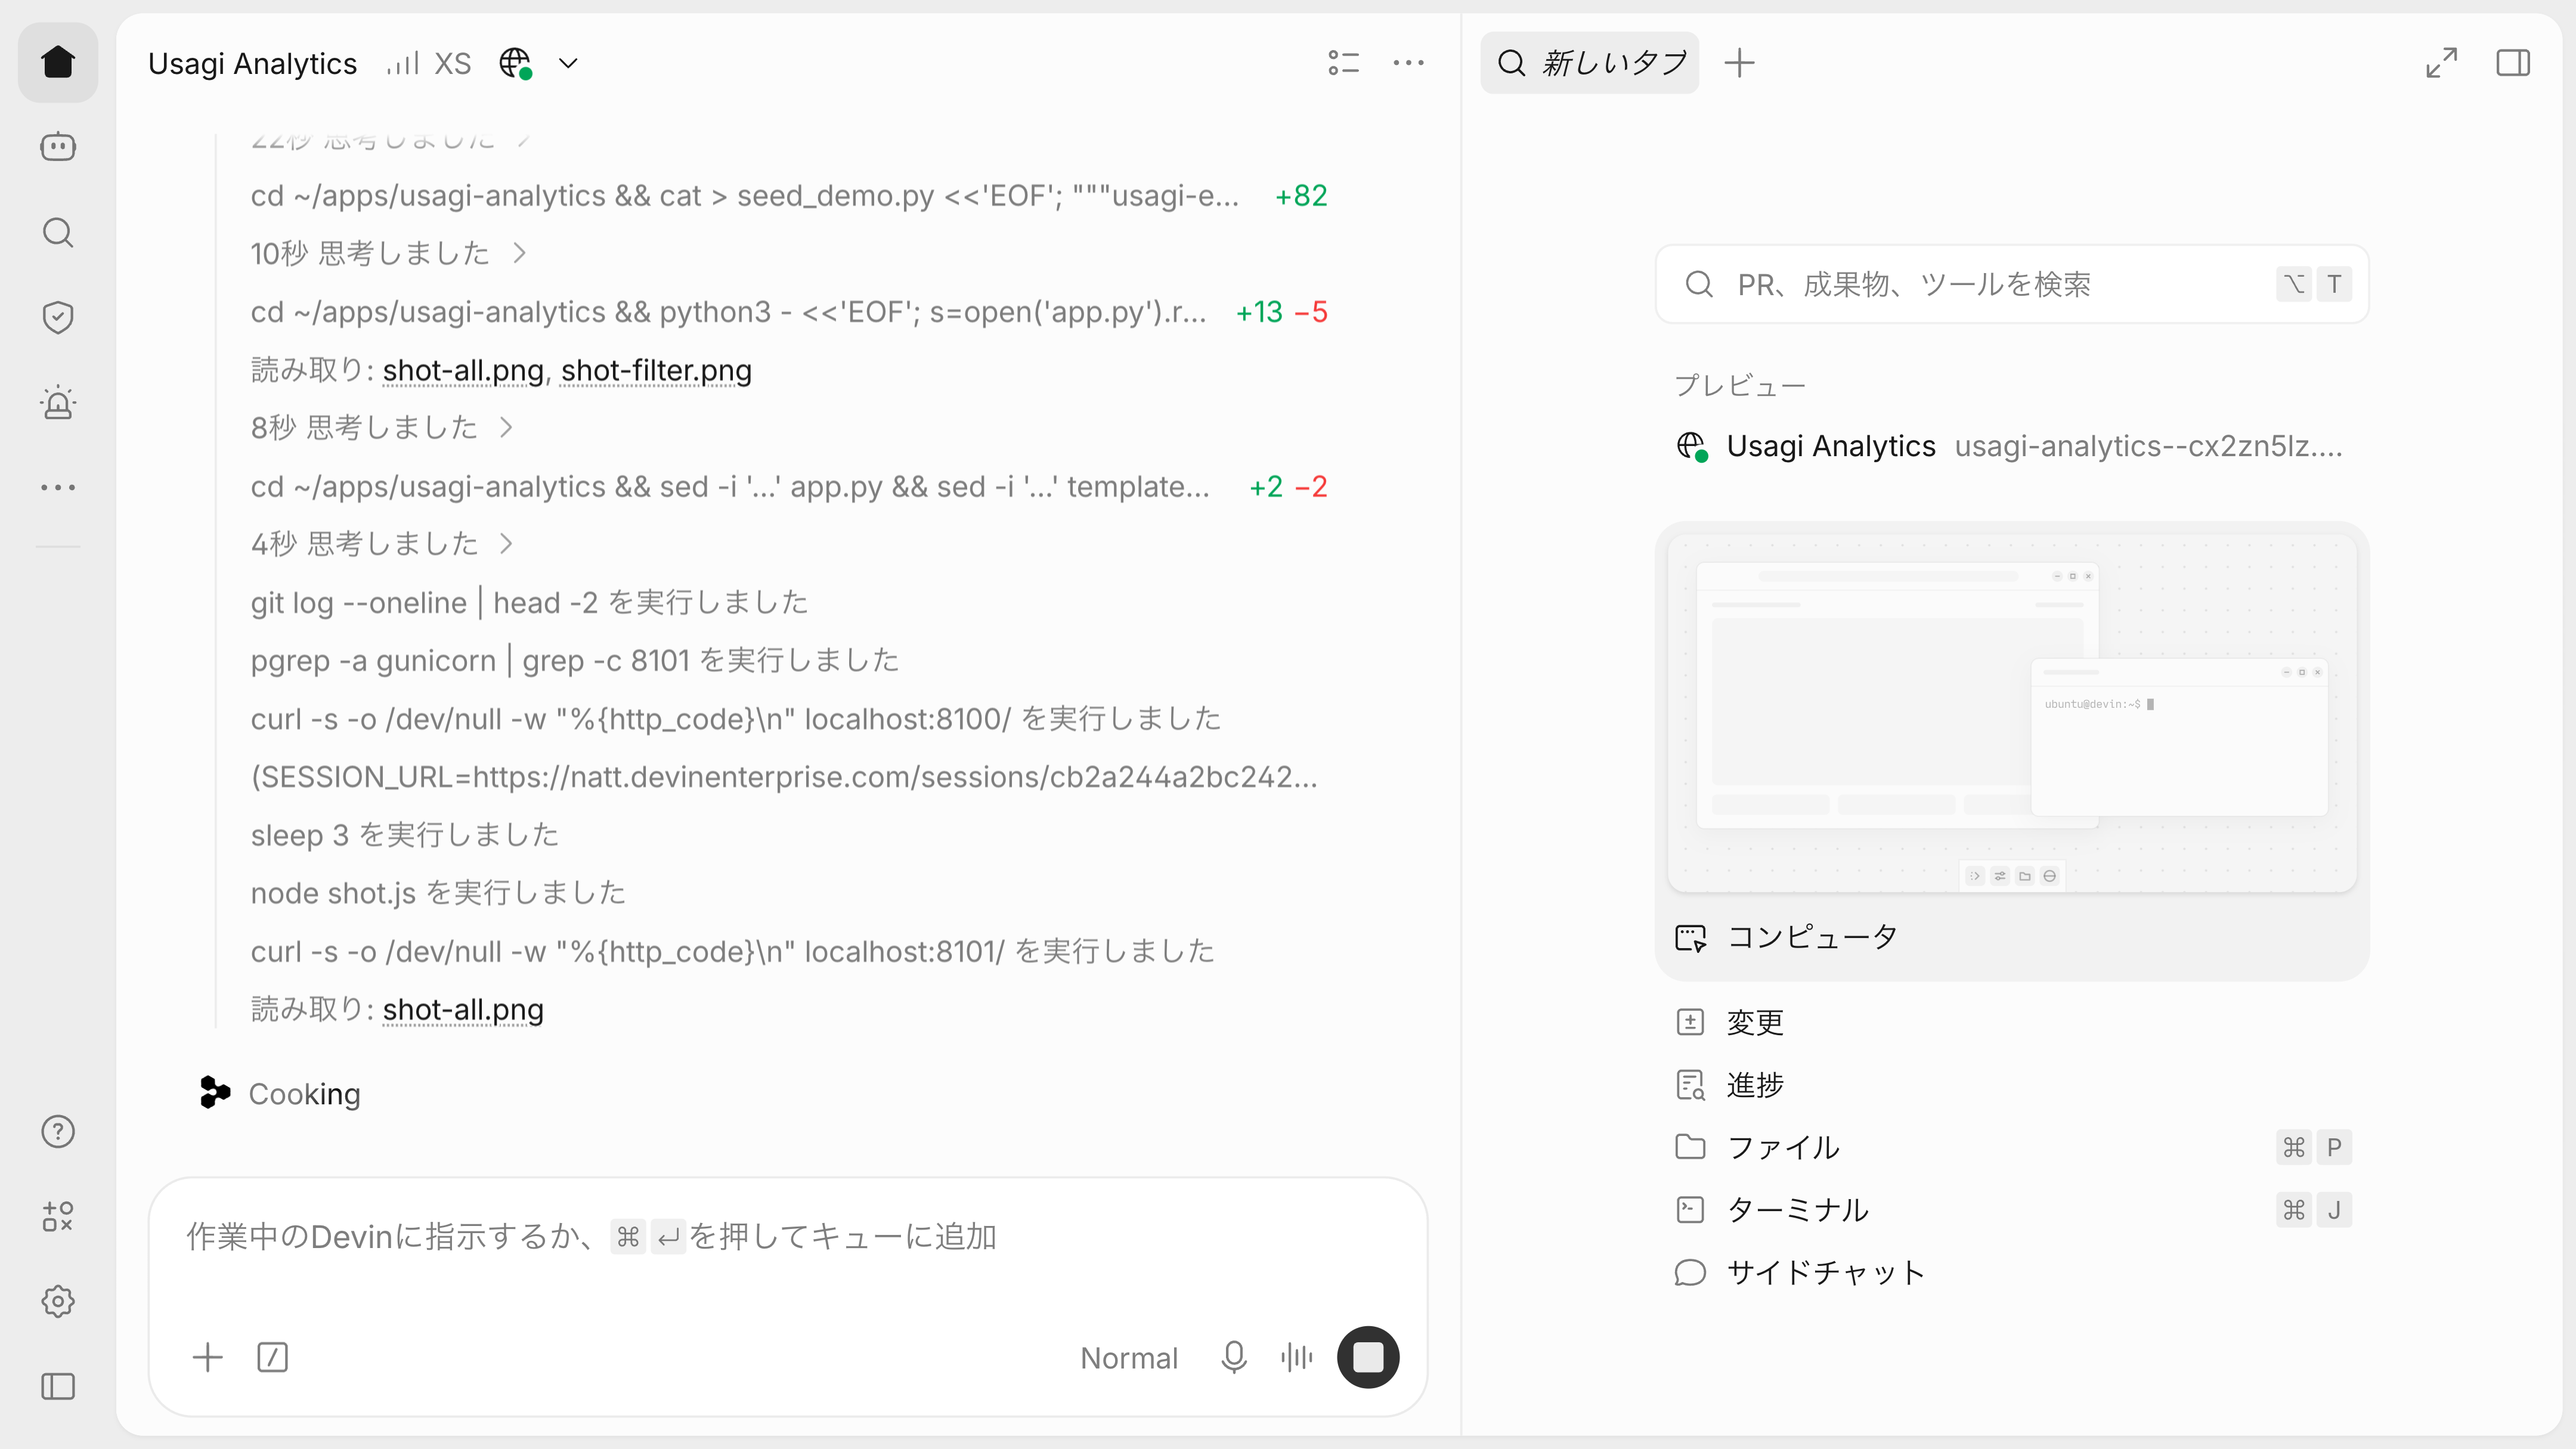 Usagi Analytics XS
22秒 思考しました
cd ~/apps/usagi-analytics && cat > seed_demo.py <<'EOF'; """usagi-e... +82
10秒 思考しました
cd ~/apps/usagi-analytics && python3 - <<'EOF'; s=open('app.py').r... +13 −5
読み取り: shot-all.png, shot-filter.png
8秒 思考しました
cd ~/apps/usagi-analytics && sed -i '...' app.py && sed -i '...' template... +2 −2
4秒 思考しました
git log --oneline | head -2 を実行しました
pgrep -a gunicorn | grep -c 8101 を実行しました
curl -s -o /dev/null -w "%{http_code}\n" localhost:8100/ を実行しました
(SESSION_URL=https://natt.devinenterprise.com/sessions/cb2a244a2bc242...
sleep 3 を実行しました
node shot.js を実行しました
curl -s -o /dev/null -w "%{http_code}\n" localhost:8101/ を実行しました
読み取り: shot-all.png
Cooking
作業中のDevinに指示するか、⌘ ↵ を押してキューに追加
Normal
新しいタブ
PR、成果物、ツールを検索 ⌥ T
プレビュー
Usagi Analytics usagi-analytics--cx2zn5lz....
ubuntu@devin:~$
コンピュータ
変更
進捗
ファイル ⌘ P
ターミナル ⌘ J
サイドチャット